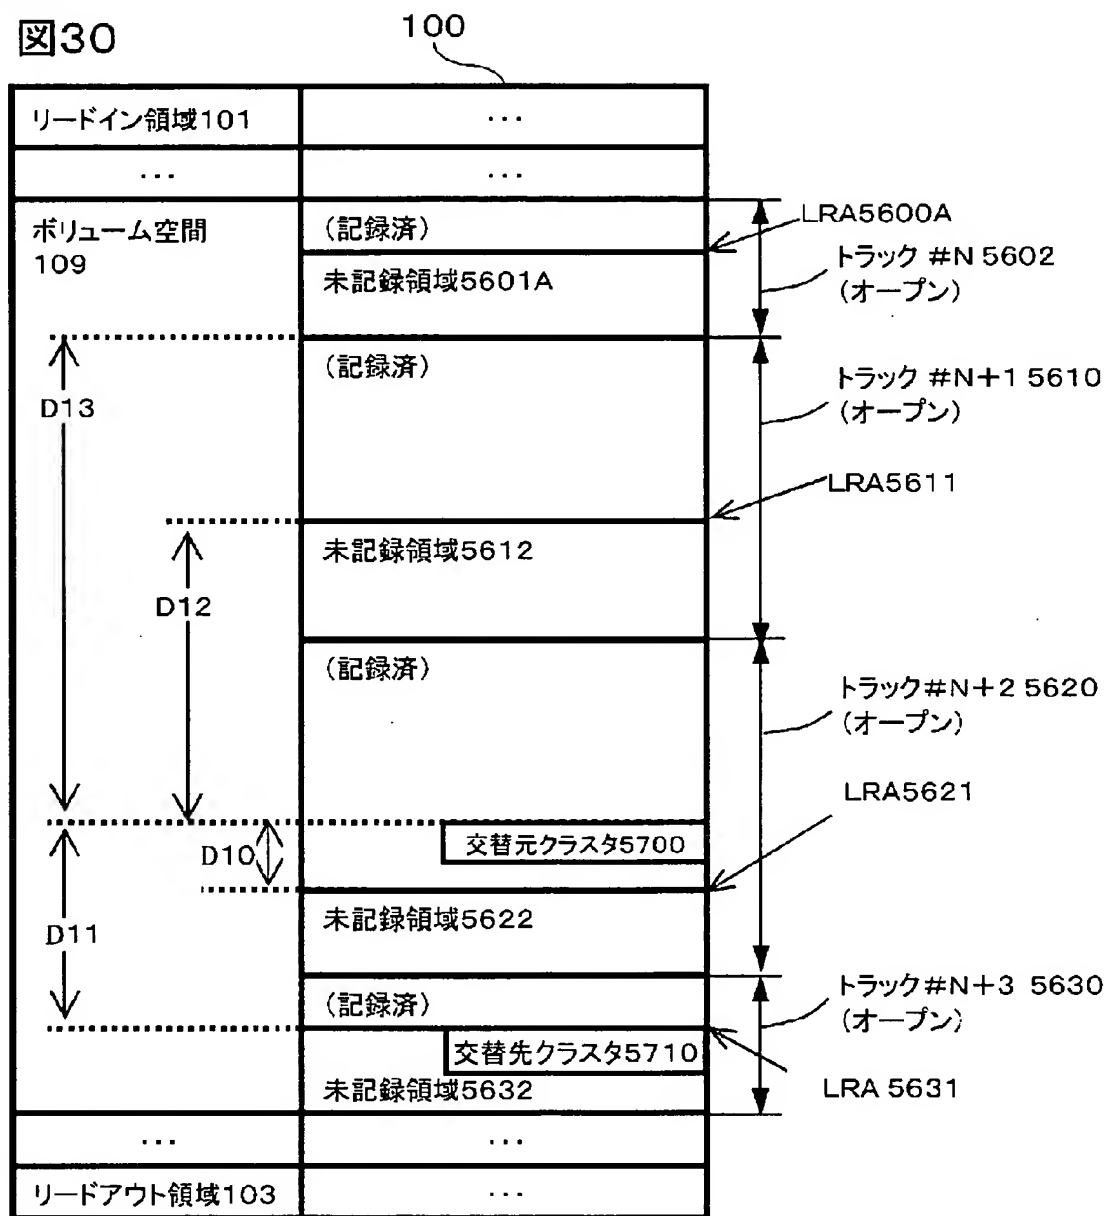 図30
100
リードイン領域101
...
...
...
ボリューム空間
109
(記録済)
LRA5600A
未記録領域5601A
トラック #N 5602
(オープン)
(記録済)
D13
トラック #N+1 5610
(オープン)
LRA5611
未記録領域5612
D12
(記録済)
トラック#N+2 5620
(オープン)
LRA5621
交替元クラスタ5700
D10
未記録領域5622
D11
(記録済)
トラック#N+3 5630
(オープン)
交替先クラスタ5710
未記録領域5632
LRA 5631
...
...
リードアウト領域103
...